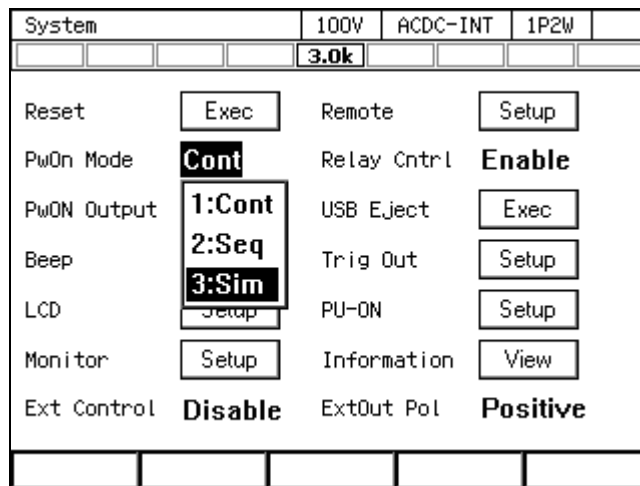 System 100V ACDC-INT 1P2W
3.0k
Reset Exec Remote Setup
PwOn Mode Cont Relay Cntrl Enable
PwON Output 1:Cont USB Eject Exec
2:Seq
Beep Trig Out Setup
3:Sim
LCD Setup PU-ON Setup
Monitor Setup Information View
Ext Control Disable ExtOut Pol Positive